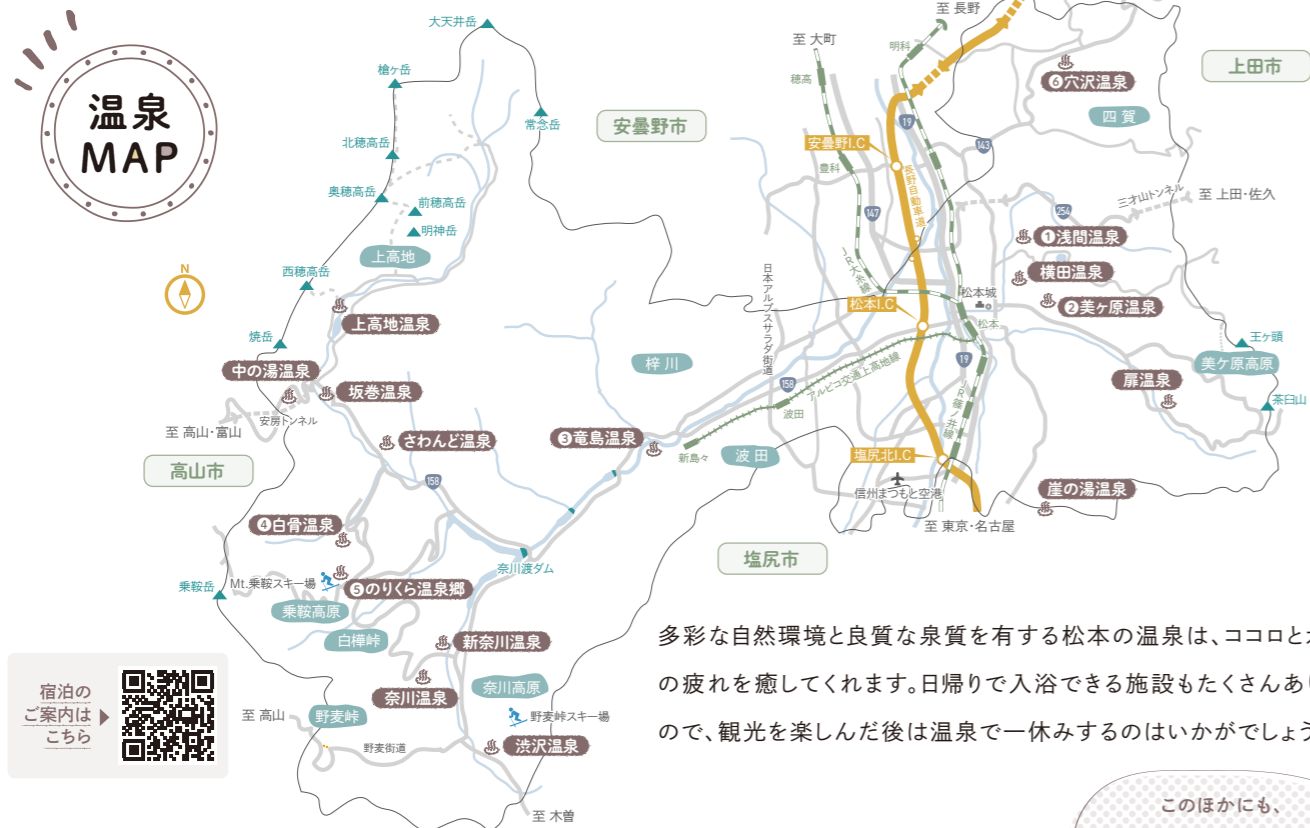 温泉
MAP
N
大天井岳
槍ヶ岳
常念岳
北穂高岳
奥穂高岳
前穂高岳
明神岳
上高地
西穂高岳
上高地温泉
焼岳
中の湯温泉
坂巻温泉
安房トンネル
至 高山・富山
高山市
さわんど温泉
158
④白骨温泉
乗鞍岳
Mt.乗鞍スキー場
⑤のりくら温泉郷
乗鞍高原
白樺峠
新奈川温泉
奈川温泉
奈川高原
野麦峠スキー場
渋沢温泉
至 高山
野麦峠
野麦街道
至 木曽
奈川渡ダム
③竜島温泉
新島々
波田
梓川
安曇野市
至 大町
穂高
至 長野
明科
19
安曇野I.C
豊科
長野自動車道
147
143
JR大糸線
日本アルプスサラダ街道
松本I.C
松本城
松本
158
アルピコ交通上高地線
波田
19
JR篠ノ井線
塩尻北I.C
信州まつもと空港
至 東京・名古屋
塩尻市
⑥穴沢温泉
四賀
上田市
三才山トンネル
至 上田・佐久
254
①浅間温泉
横田温泉
②美ヶ原温泉
王ヶ頭
美ケ原高原
扉温泉
茶臼山
崖の湯温泉
宿泊の
ご案内は
こちら
多彩な自然環境と良質な泉質を有する松本の温泉は、ココロと
の疲れを癒してくれます。日帰りで入浴できる施設もたくさんあり
ので、観光を楽しんだ後は温泉で一休みするのはいかがでしょう
このほかにも、